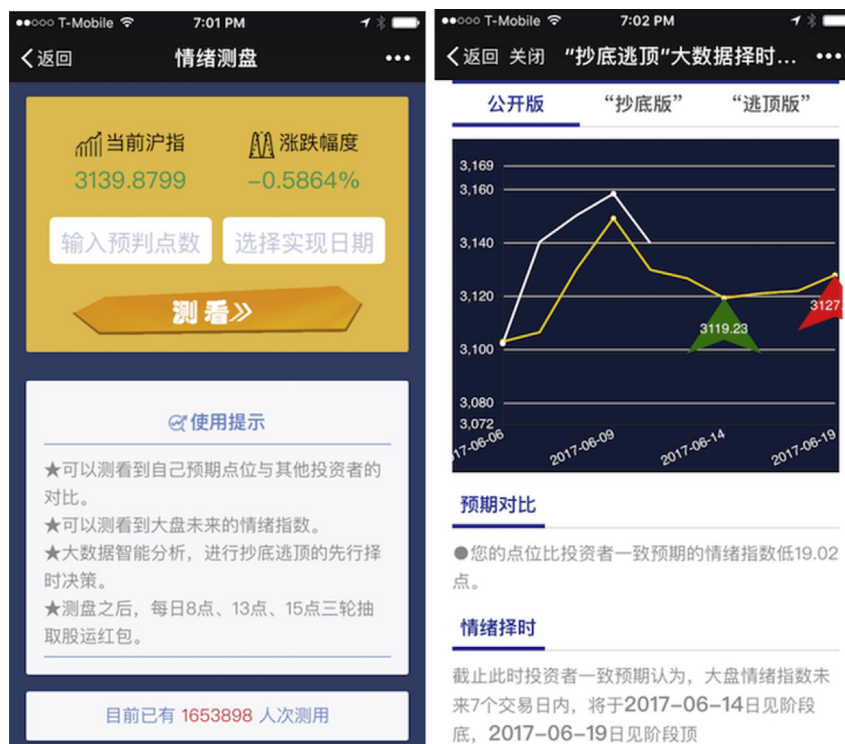 T-Mobile 7:01 PM
返回 情绪测盘
当前沪指 涨跌幅度
3139.8799 -0.5864%
输入预判点数 选择实现日期
测看
使用提示
★可以测看到自己预期点位与其他投资者的
对比。
★可以测看到大盘未来的情绪指数。
★大数据智能分析，进行抄底逃顶的先行择
时决策。
★测盘之后，每日8点、13点、15点三轮抽
取股运红包。
目前已有 1653898 人次测用
T-Mobile 7:02 PM
返回 关闭 “抄底逃顶”大数据择时...
公开版 “抄底版” “逃顶版”
3,169
3,160
3,140
3,120
3127.
3119.23
3,100
3,080
3,072
17-06-06 2017-06-09 2017-06-14 2017-06-19
预期对比
●您的点位比投资者一致预期的情绪指数低19.02
点。
情绪择时
截止此时投资者一致预期认为，大盘情绪指数未
来7个交易日内，将于2017-06-14日见阶段
底，2017-06-19日见阶段顶